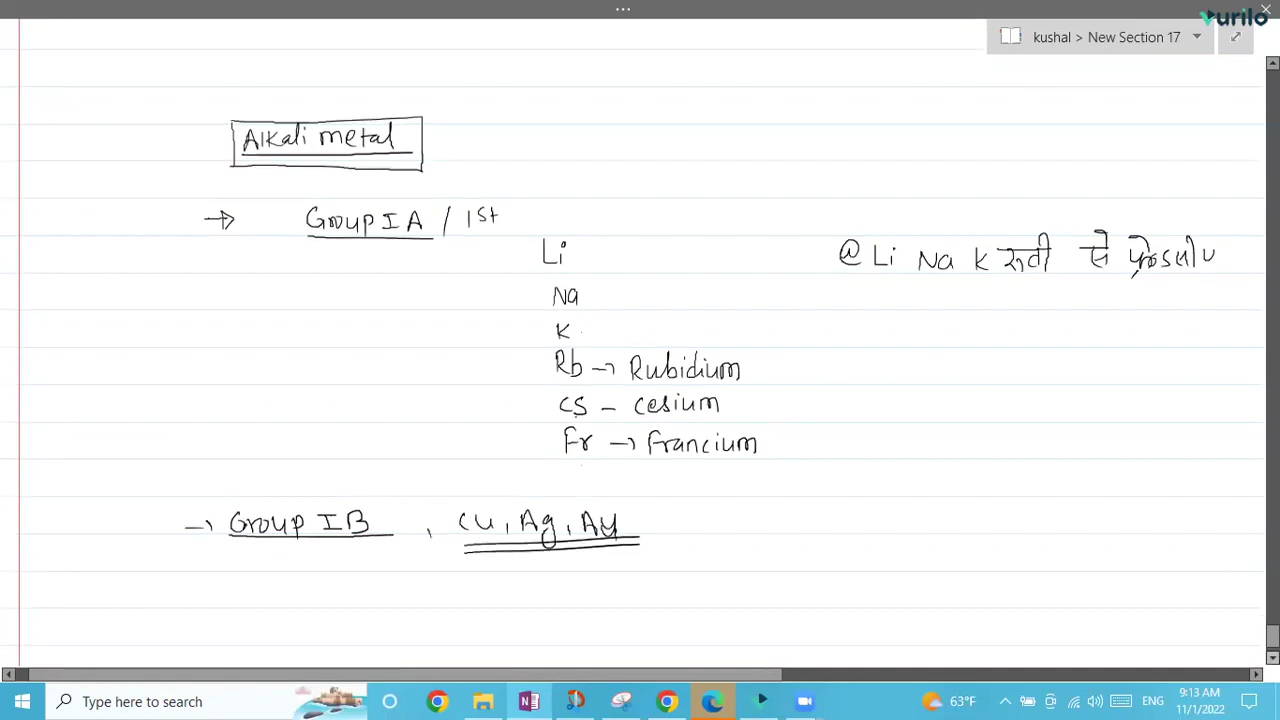 ...
Vurilo
kushal > New Section 17
Alkali metal
→ Group I A / 1st
Li
@ Li Na K रूबी से
Na
K
Rb → Rubidium
Cs - Cesium
Fr → Francium
→ Group I B , Cu, Ag, Au
Type here to search
63°F
ENG
9:13 AM
11/1/2022